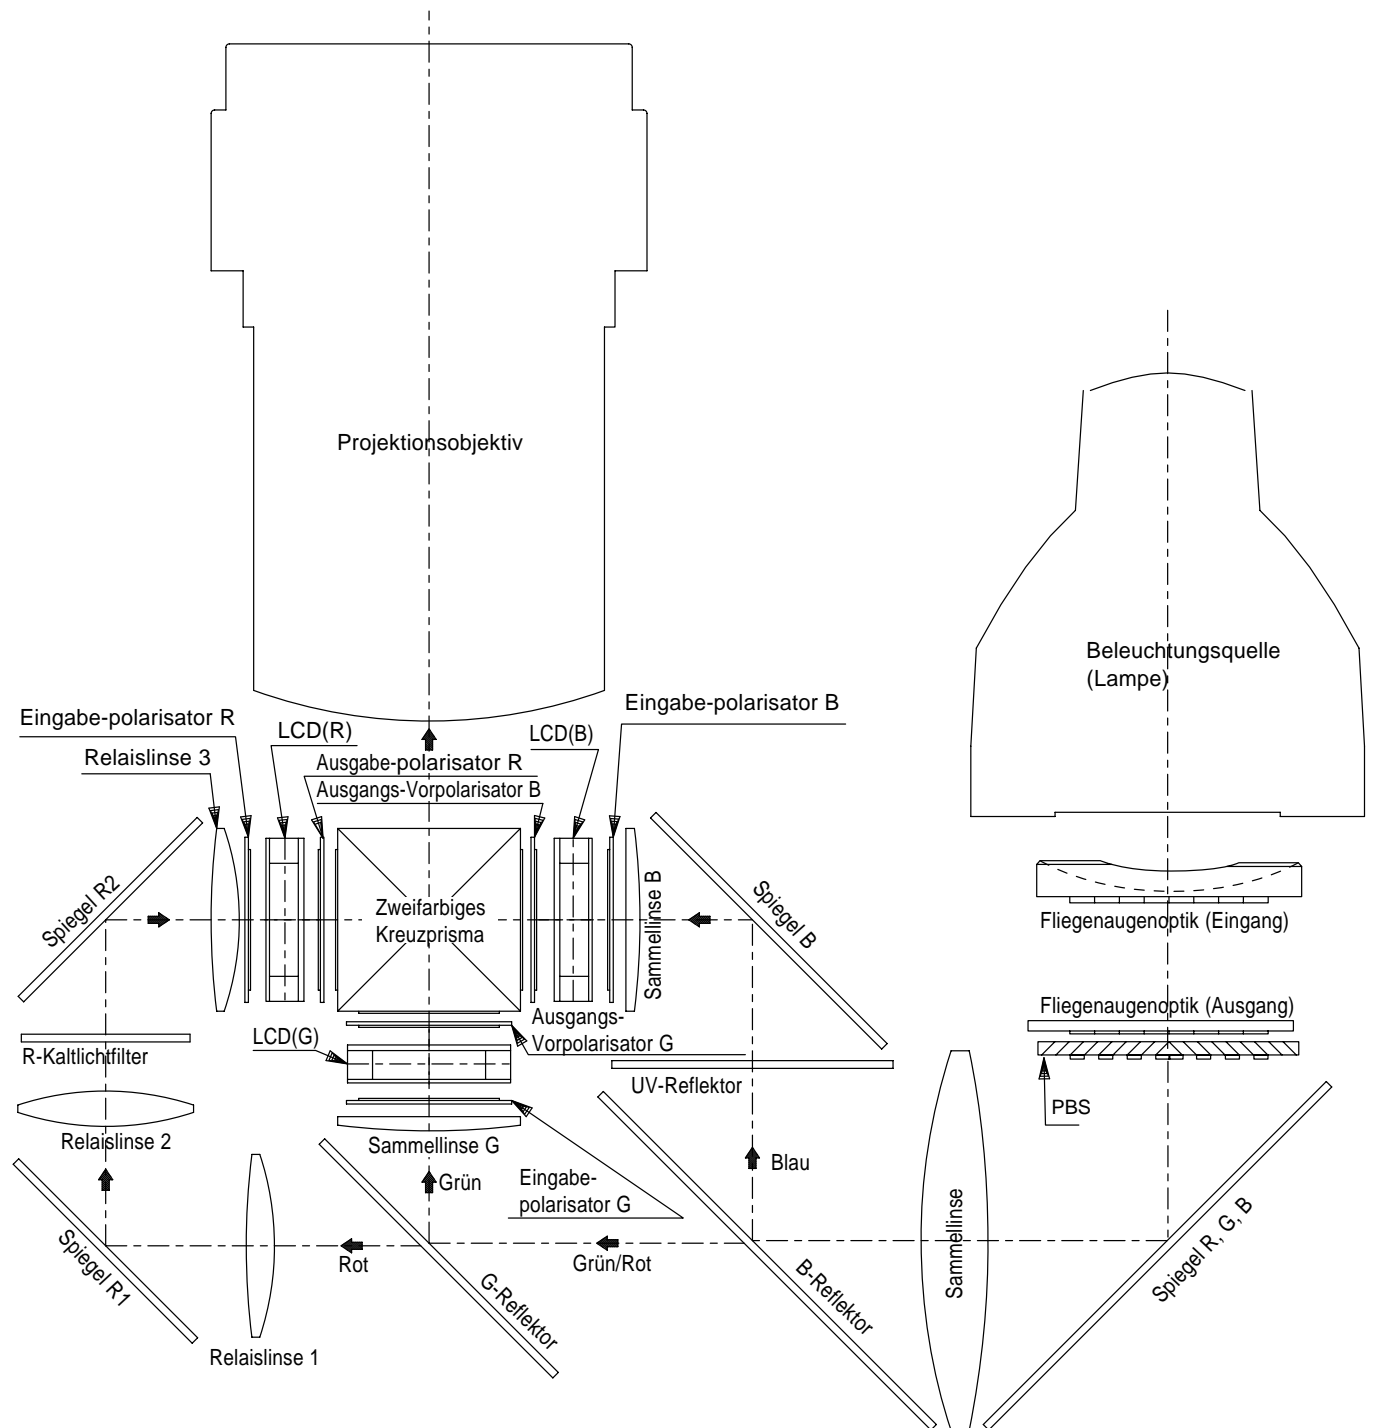 Projektionsobjektiv
Beleuchtungsquelle
(Lampe)
Eingabe-polarisator R
Eingabe-polarisator B
LCD(R)
LCD(B)
Relaislinse 3
Ausgabe-polarisator R
Ausgangs-Vorpolarisator B
Spiegel R2
Zweifarbiges
Kreuzprisma
Sammellinse B
Spiegel B
Fliegenaugenoptik (Eingang)
Fliegenaugenoptik (Ausgang)
Ausgangs-
Vorpolarisator G
LCD(G)
R-Kaltlichtfilter
UV-Reflektor
PBS
Relaislinse 2
Sammellinse G
Blau
Grün
Eingabe-
polarisator G
Spiegel R1
Rot
Grün/Rot
G-Reflektor
B-Reflektor
Sammellinse
Spiegel R, G, B
Relaislinse 1